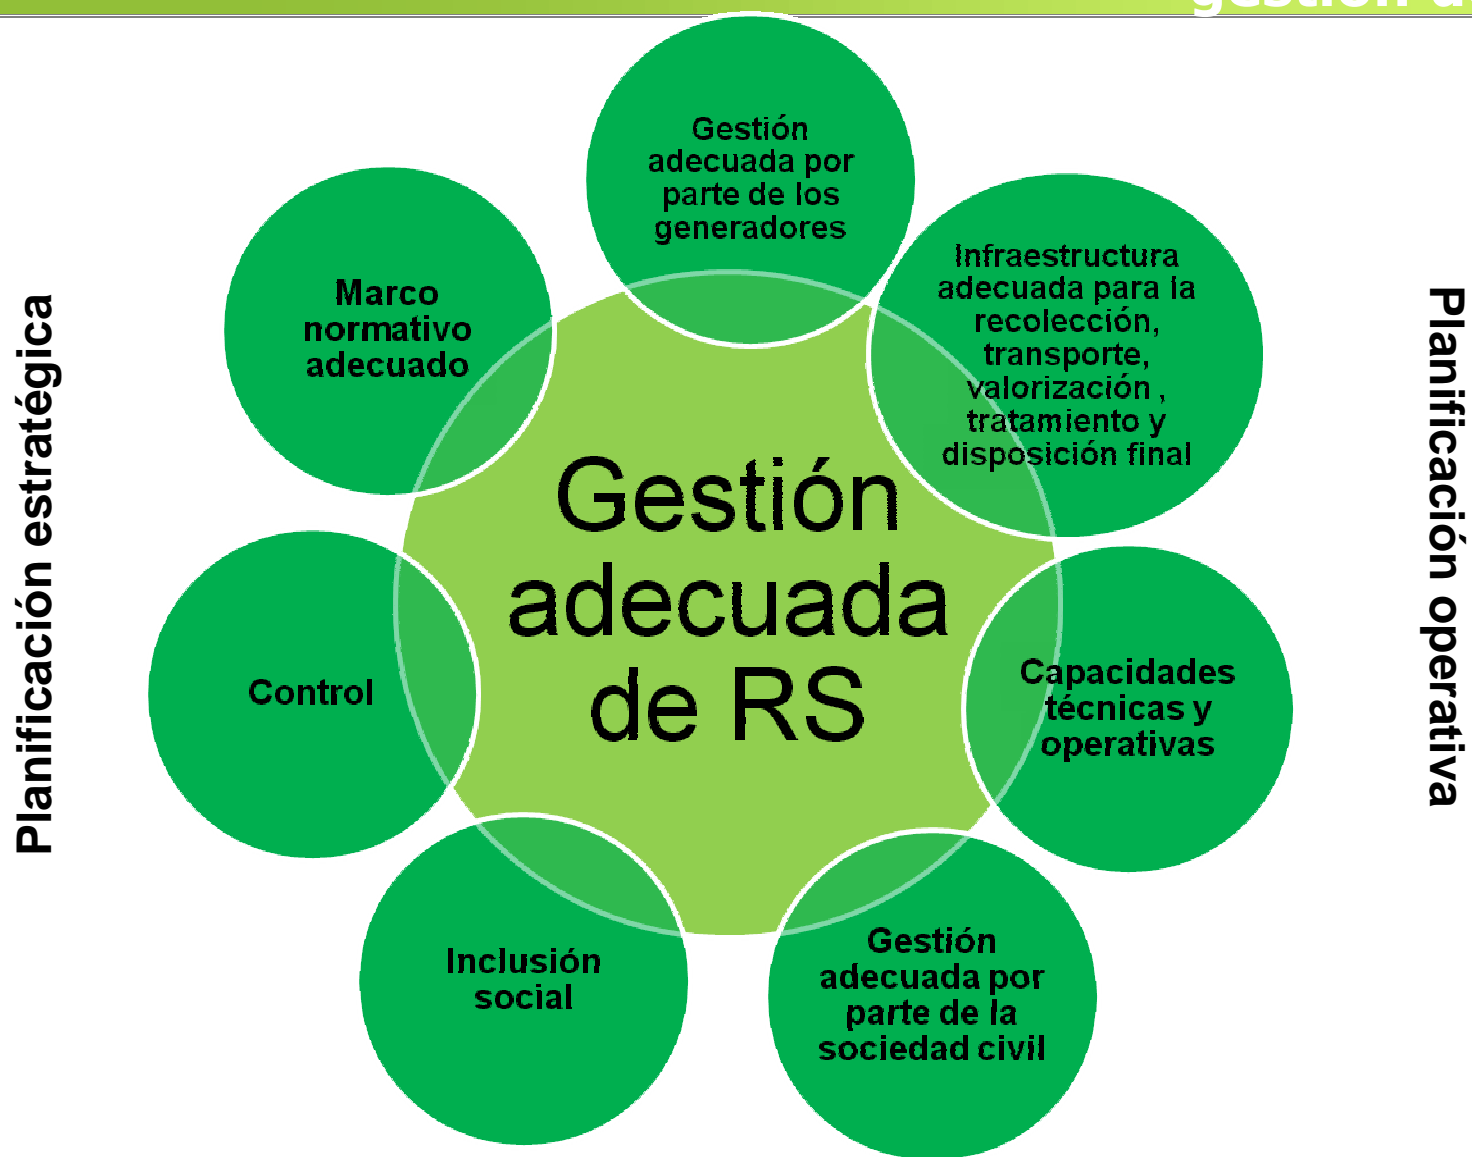 gestión d
Gestión
adecuada por
parte de los
generadores
Infraestructura
adecuada para la
recolección,
transporte,
valorización ,
tratamiento y
disposición final
Marco
normativo
adecuado
Planificación estratégica
Planificación operativa
Gestión
adecuada
de RS
Control
Capacidades
técnicas y
operativas
Inclusión
social
Gestión
adecuada por
parte de la
sociedad civil